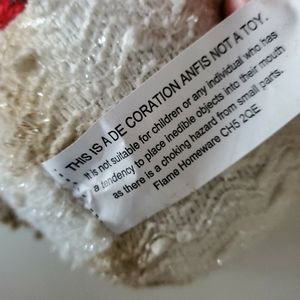 THIS IS A DE CORATION ANFIS NOT A TOY.
It is not suitable for children or any individual who has
a tendency to place inedible objects into their mouth
as there is a choking hazard from small parts.
Flame Homeware CH5 2QE